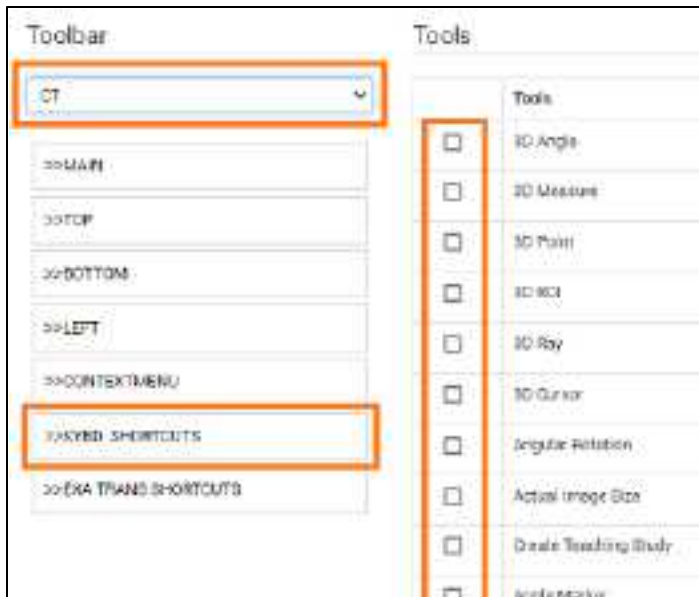 Toolbar
CT
>>MAIN
>>TOP
>>BOTTOM
>>LEFT
>>CONTEXTMENU
>>KYBD SHORTCUTS
>>EXA TRANS SHORTCUTS
Tools
Tools
3D Angle
3D Measure
3D Point
3D ROI
3D Ray
3D Cursor
Angular Rotation
Actual Image Size
Create Teaching Study